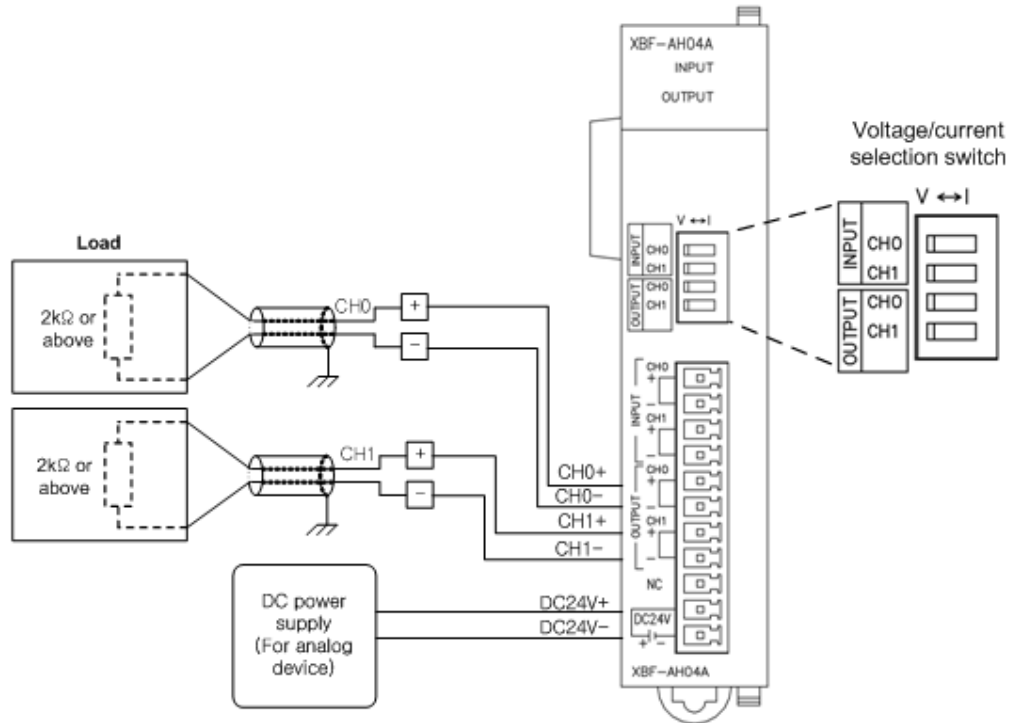 XBF-AH04A
INPUT
OUTPUT
Voltage/current
selection switch
V ↔ I
INPUT
CH0
CH1
OUTPUT
CH0
CH1
V ↔ I
INPUT
CH0
CH1
OUTPUT
CH0
CH1
Load
2kΩ or
above
CH0
+
−
2kΩ or
above
CH1
+
−
CH0+
CH0-
CH1+
CH1-
INPUT
CH0
+
−
CH1
+
−
OUTPUT
CH0
+
−
CH1
+
−
NC
DC24V
+ −
DC power
supply
(For analog
device)
DC24V+
DC24V-
XBF-AH04A